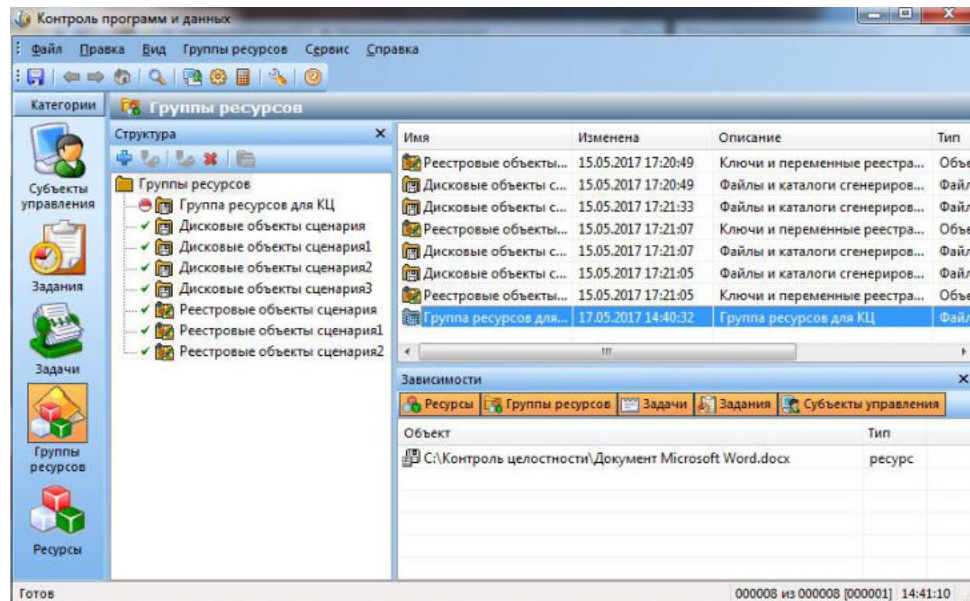 Контроль программ и данных
Файл Правка Вид Группы ресурсов Сервис Справка
Категории
Группы ресурсов
Субъекты
управления
Задания
Задачи
Группы
ресурсов
Ресурсы
Структура
Группы ресурсов
Группа ресурсов для КЦ
Дисковые объекты сценария
Дисковые объекты сценария1
Дисковые объекты сценария2
Дисковые объекты сценария3
Реестровые объекты сценария
Реестровые объекты сценария1
Реестровые объекты сценария2
Имя Изменена Описание Тип
Реестровые объекты... 15.05.2017 17:20:49 Ключи и переменные реестра... Объе
Дисковые объекты с... 15.05.2017 17:20:49 Файлы и каталоги сгенериров... Файл
Дисковые объекты с... 15.05.2017 17:21:33 Файлы и каталоги сгенериров... Файл
Реестровые объекты... 15.05.2017 17:21:07 Ключи и переменные реестра... Объе
Дисковые объекты с... 15.05.2017 17:21:07 Файлы и каталоги сгенериров... Файл
Дисковые объекты с... 15.05.2017 17:21:05 Файлы и каталоги сгенериров... Файл
Реестровые объекты... 15.05.2017 17:21:05 Ключи и переменные реестра... Объе
Группа ресурсов для... 17.05.2017 14:40:32 Группа ресурсов для КЦ Файл
Зависимости
Ресурсы Группы ресурсов Задачи Задания Субъекты управления
Объект Тип
C:\Контроль целостности\Документ Microsoft Word.docx ресурс
Готов 000008 из 000008 [000001] 14:41:10